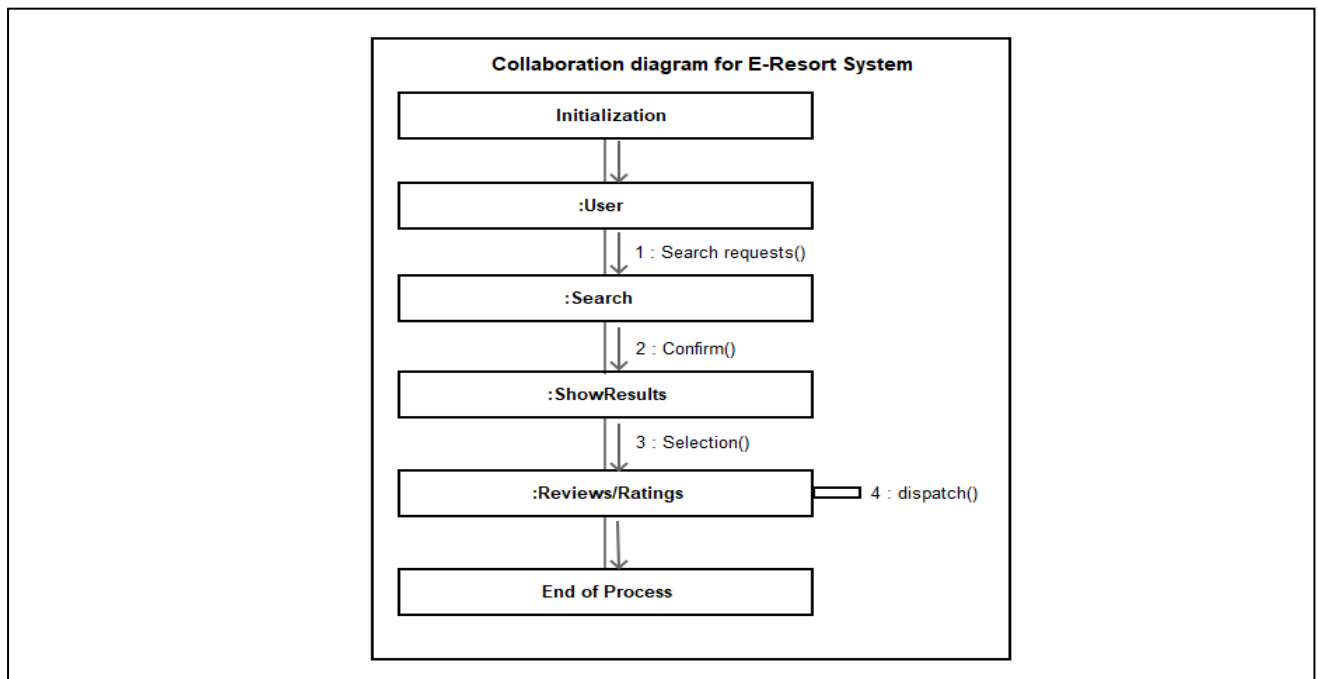 Collaboration diagram for E-Resort System
Initialization
:User
1 : Search requests()
:Search
2 : Confirm()
:ShowResults
3 : Selection()
:Reviews/Ratings
4 : dispatch()
End of Process